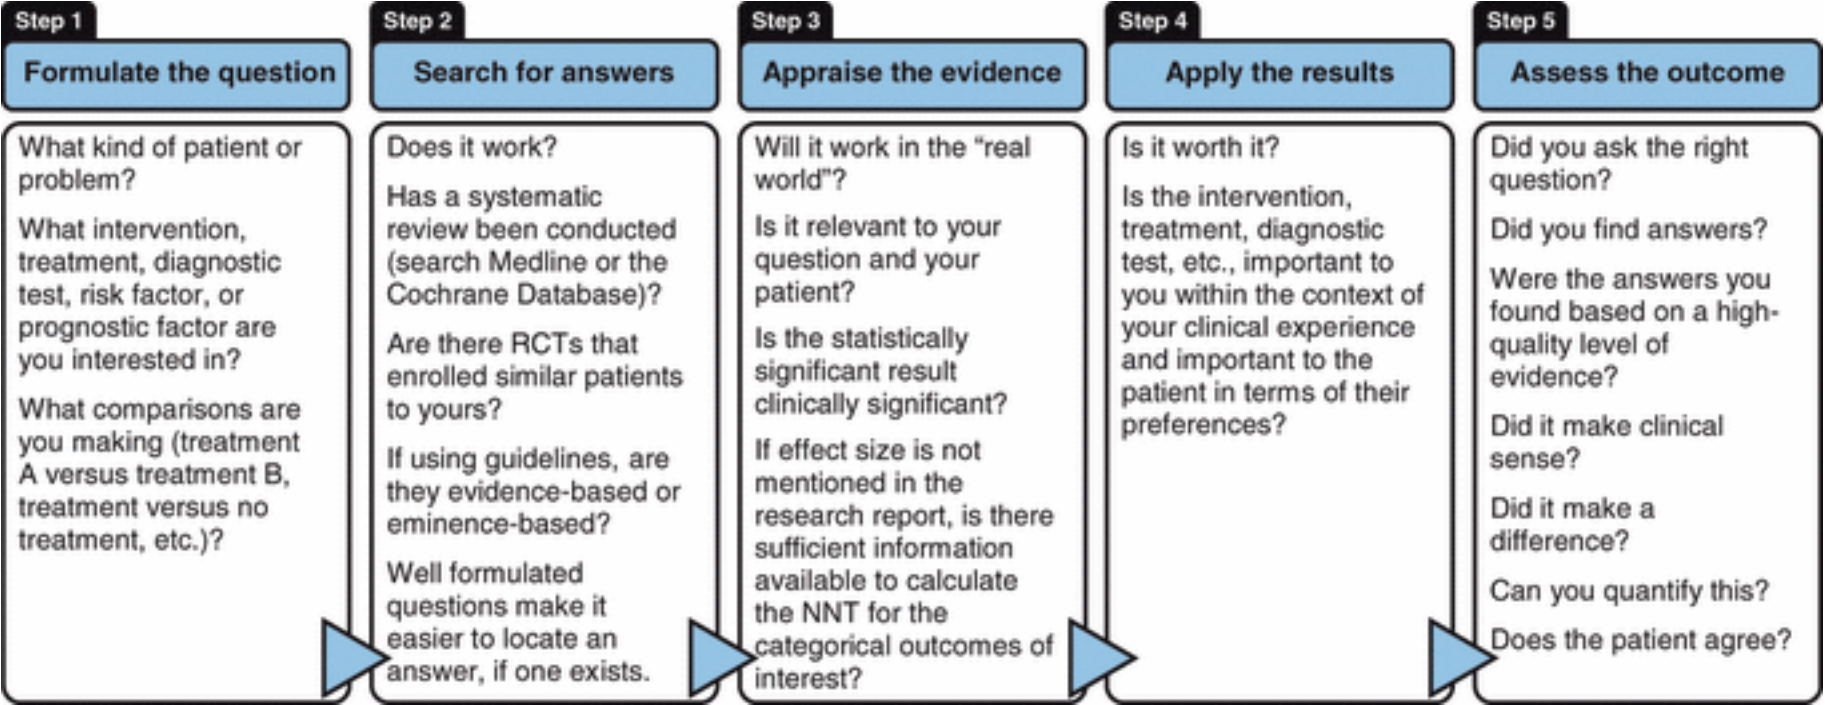 Step 1
Formulate the question
What kind of patient or
problem?
What intervention,
treatment, diagnostic
test, risk factor, or
prognostic factor are
you interested in?
What comparisons are
you making (treatment
A versus treatment B,
treatment versus no
treatment, etc.)?
Step 2
Search for answers
Does it work?
Has a systematic
review been conducted
(search Medline or the
Cochrane Database)?
Are there RCTs that
enrolled similar patients
to yours?
If using guidelines, are
they evidence-based or
eminence-based?
Well formulated
questions make it
easier to locate an
answer, if one exists.
Step 3
Appraise the evidence
Will it work in the “real
world”?
Is it relevant to your
question and your
patient?
Is the statistically
significant result
clinically significant?
If effect size is not
mentioned in the
research report, is there
sufficient information
available to calculate
the NNT for the
categorical outcomes of
interest?
Step 4
Apply the results
Is it worth it?
Is the intervention,
treatment, diagnostic
test, etc., important to
you within the context of
your clinical experience
and important to the
patient in terms of their
preferences?
Step 5
Assess the outcome
Did you ask the right
question?
Did you find answers?
Were the answers you
found based on a high-
quality level of
evidence?
Did it make clinical
sense?
Did it make a
difference?
Can you quantify this?
Does the patient agree?